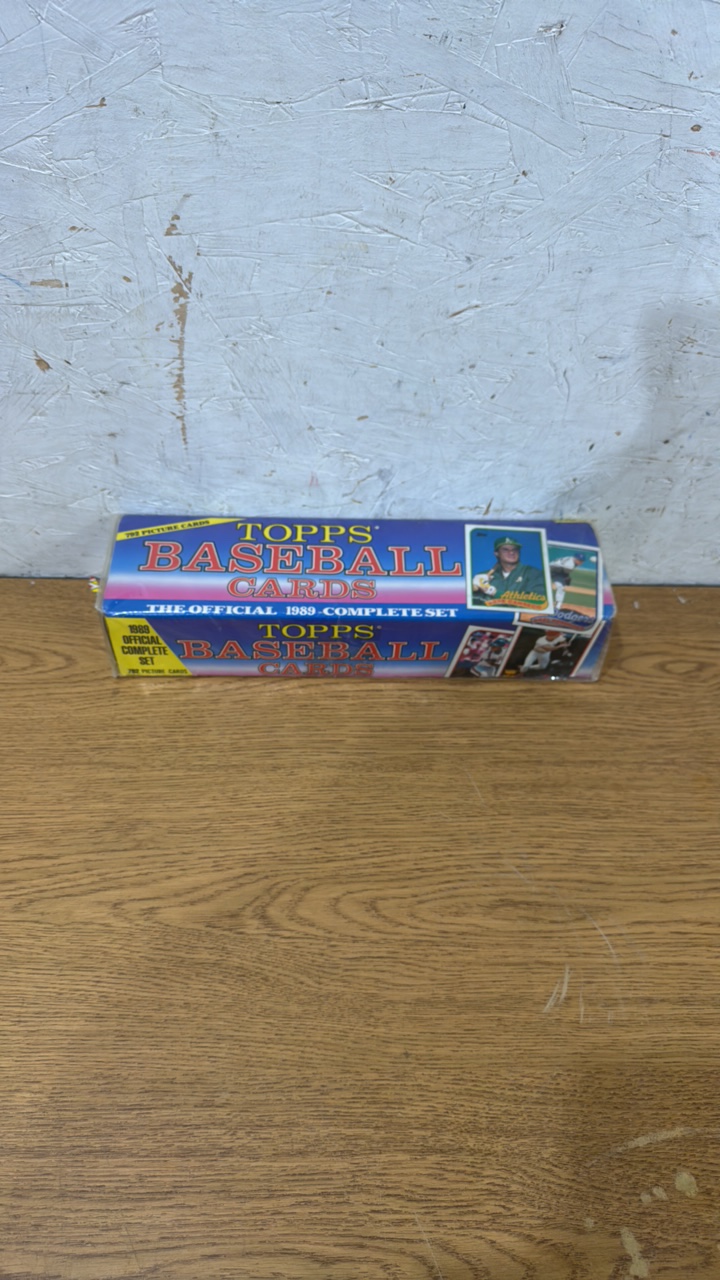 792 PICTURE CARDS
TOPPS®
BASEBALL
CARDS
Athletics
Dodgers
THE OFFICIAL 1989 COMPLETE SET
1989
OFFICIAL
COMPLETE
SET
792 PICTURE CARDS
TOPPS®
BASEBALL
CARDS